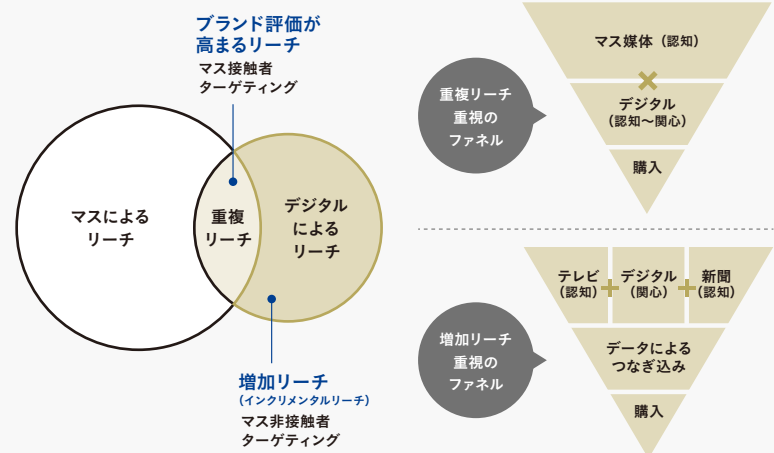 ブランド評価が
高まるリーチ
マス接触者
ターゲティング
マスによる
リーチ
重複
リーチ
デジタル
による
リーチ
増加リーチ
(インクリメンタルリーチ)
マス非接触者
ターゲティング
重複リーチ
重視の
ファネル
マス媒体(認知)
×
デジタル
(認知〜関心)
購入
増加リーチ
重視の
ファネル
テレビ
(認知)
+
デジタル
(関心)
+
新聞
(認知)
データによる
つなぎ込み
購入